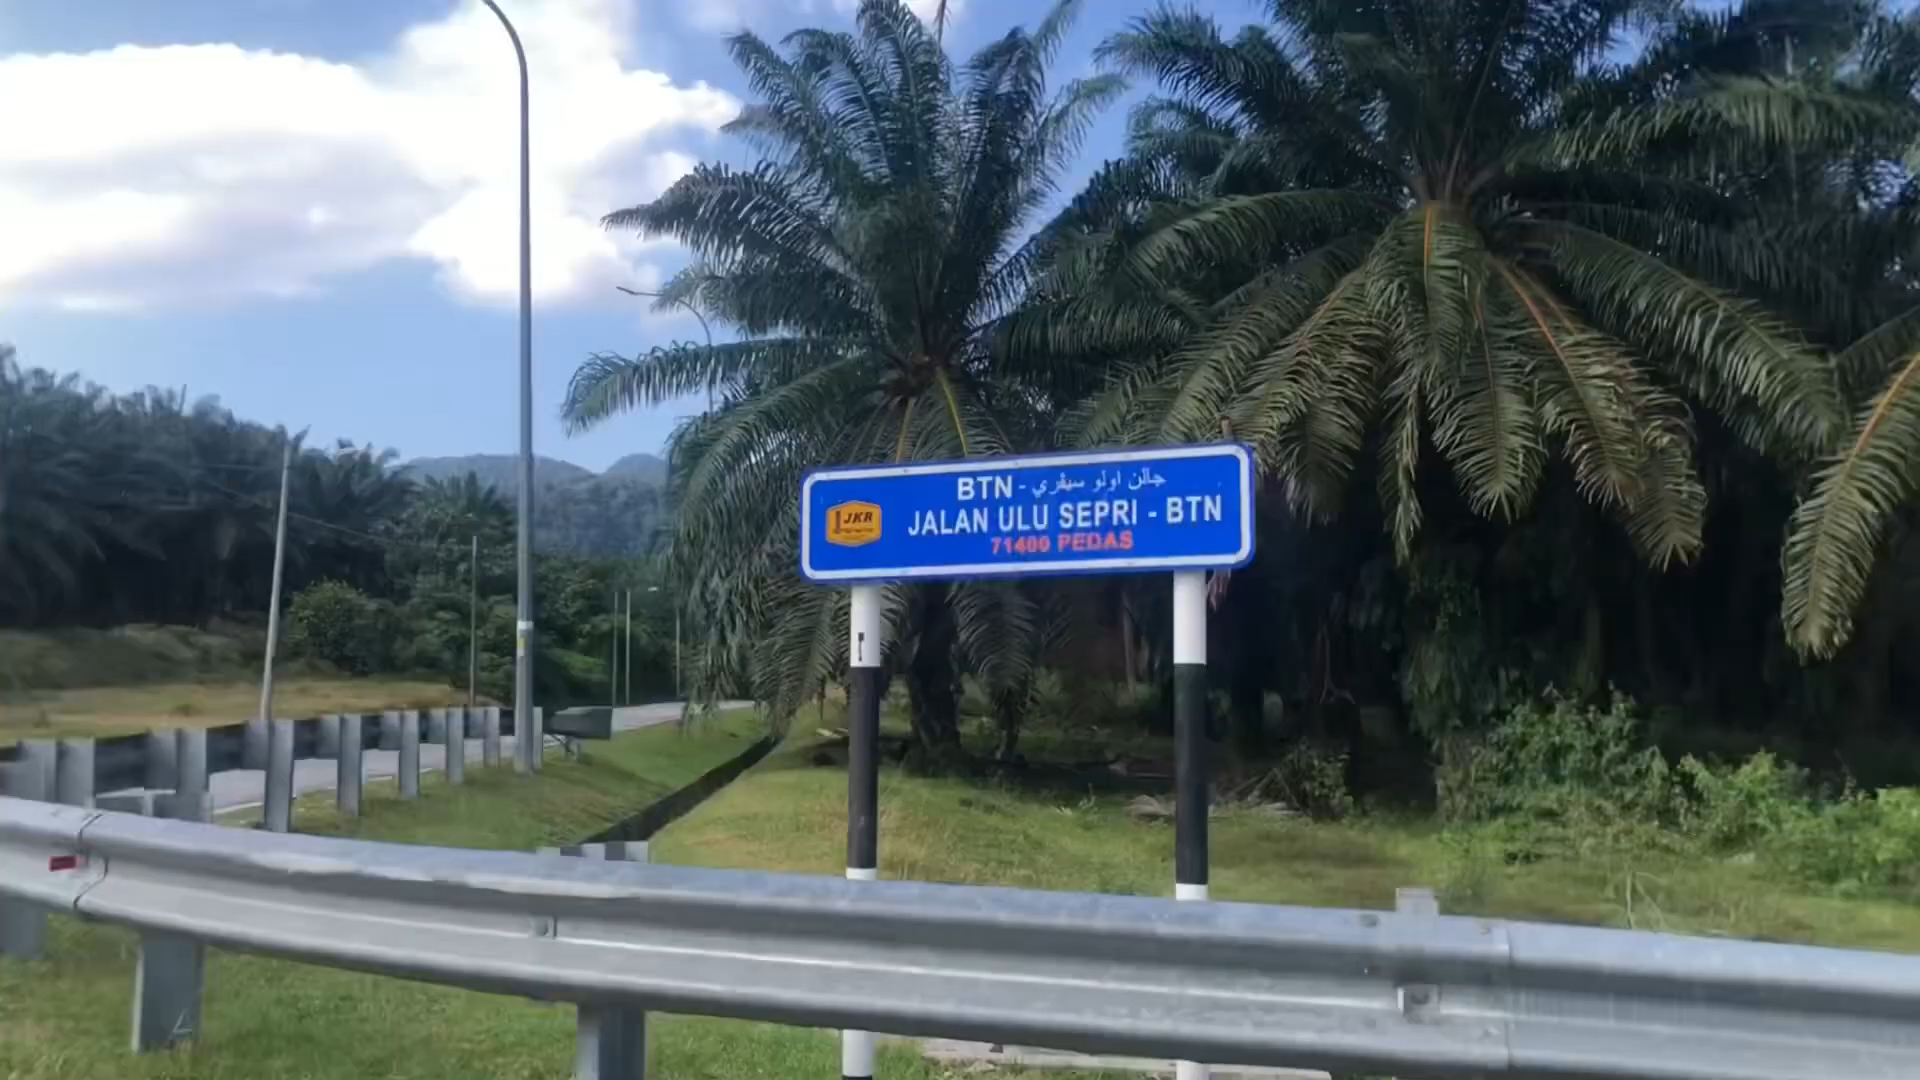 جالن اولو سيڤري - BTN
JKR
JALAN ULU SEPRI - BTN
71400 PEDAS